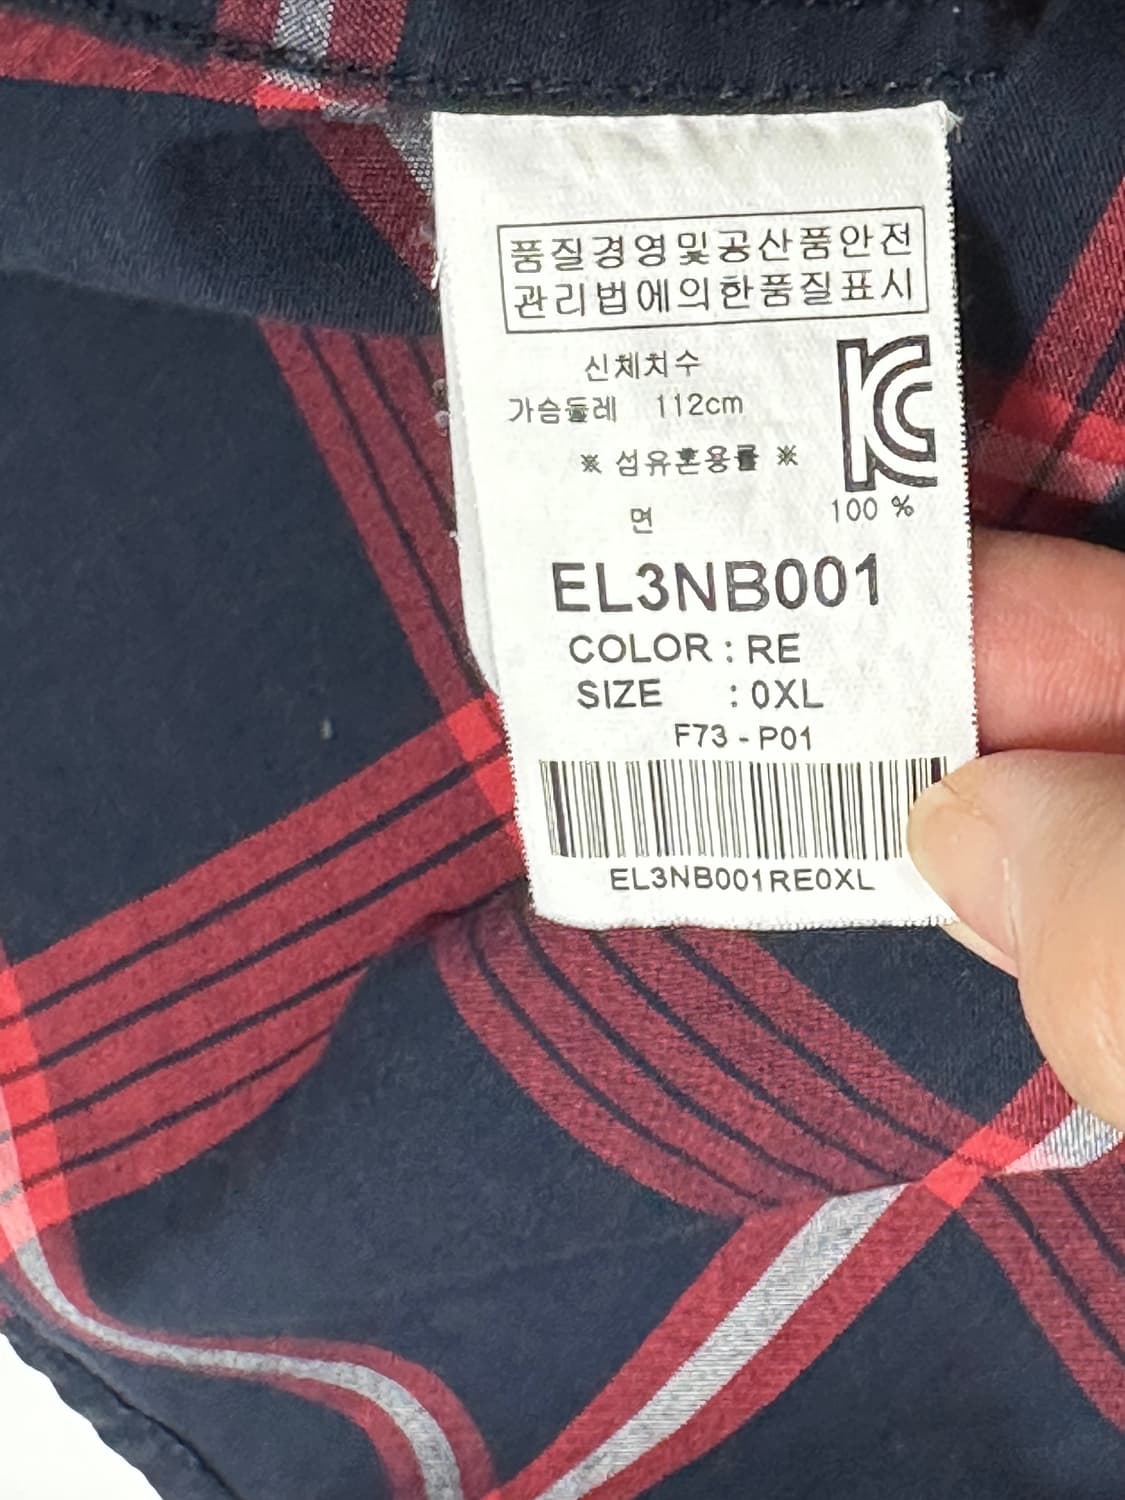 품질경영및공산품안전
관리법에의한품질표시
신체치수
가슴둘레 112cm
※ 섬유혼용률 ※
면 100 %
EL3NB001
COLOR : RE
SIZE : 0XL
F73 - P01
EL3NB001RE0XL